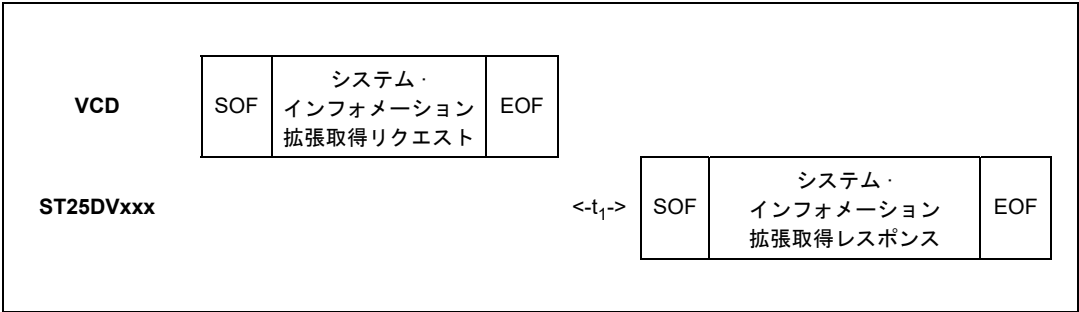 VCD
SOF
システム・
インフォメーション
拡張取得リクエスト
EOF
ST25DVxxx
<-t₁->
SOF
システム・
インフォメーション
拡張取得レスポンス
EOF